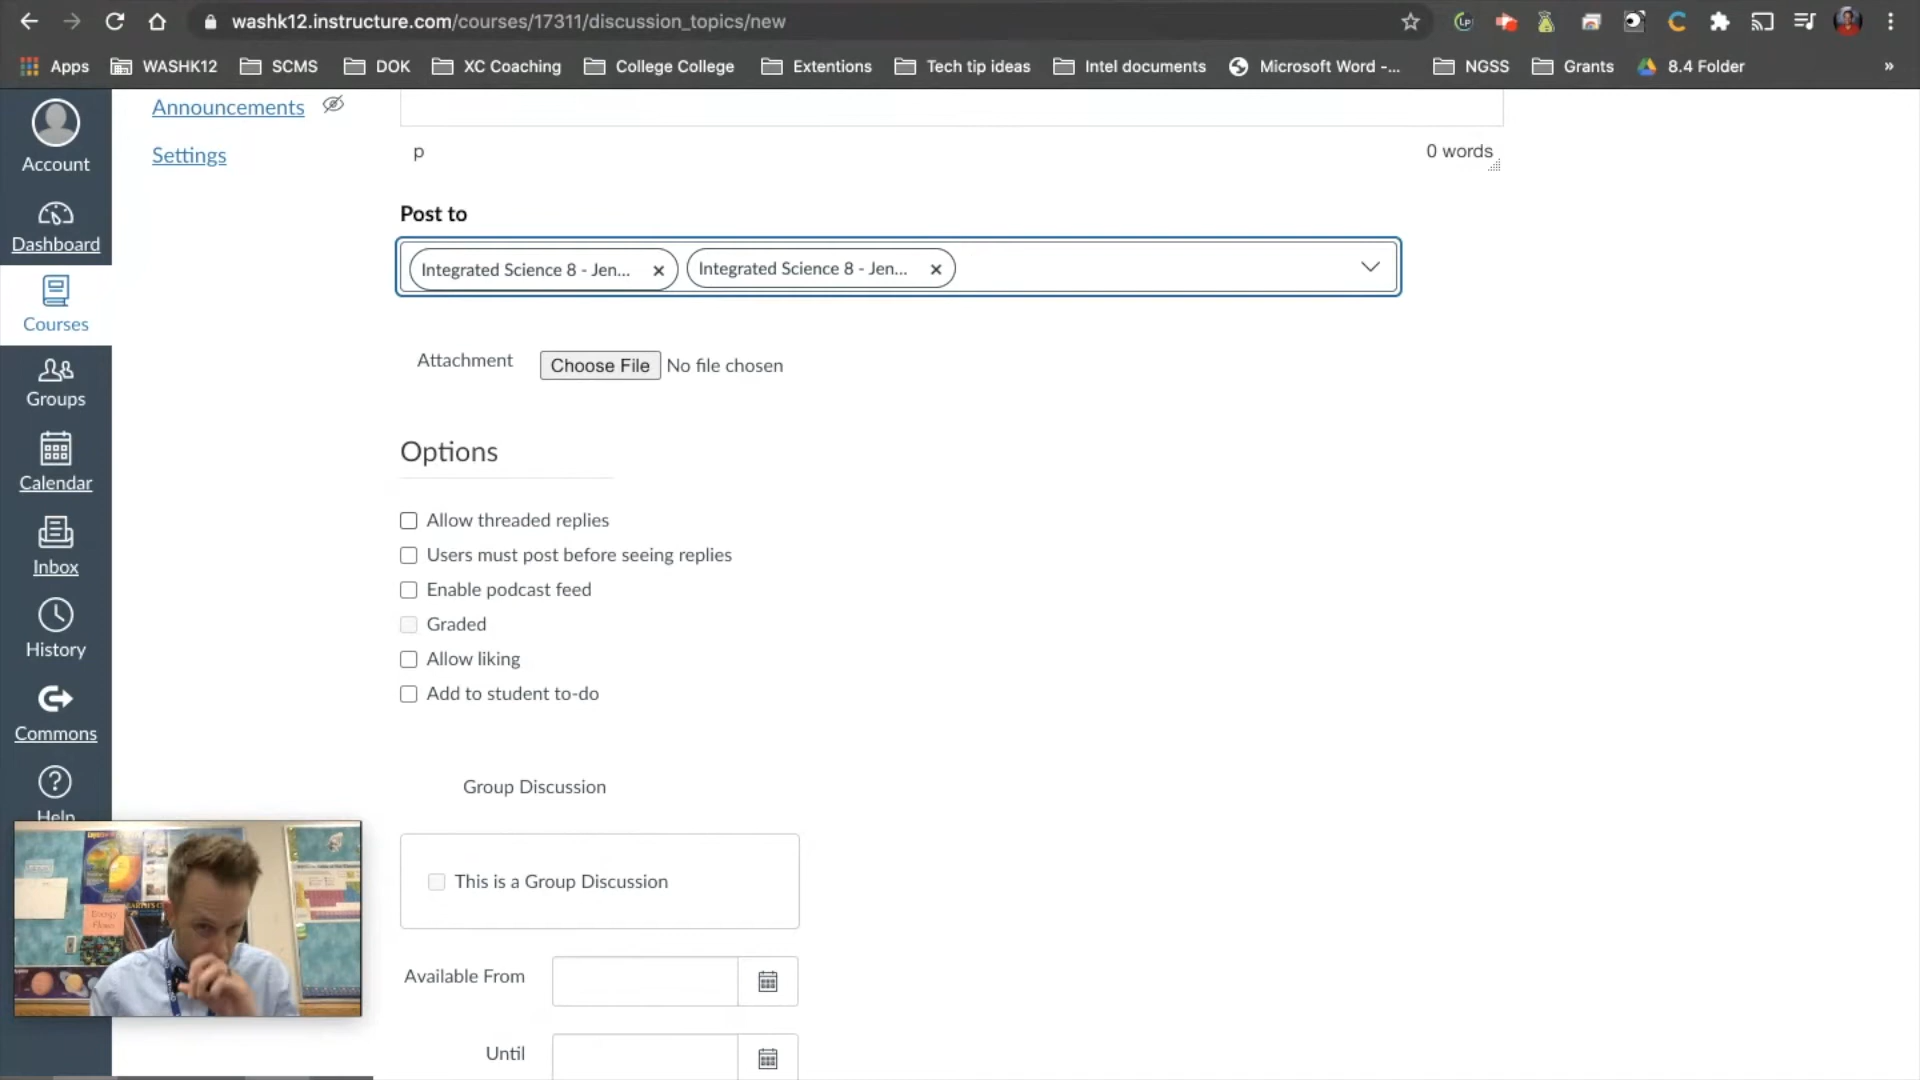 washk12.instructure.com/courses/17311/discussion_topics/new
Apps WASHK12 SCMS DOK XC Coaching College College Extentions Tech tip ideas Intel documents Microsoft Word -... NGSS Grants 8.4 Folder »
Account
Dashboard
Courses
Groups
Calendar
Inbox
History
Commons
Help
Announcements
Settings
p 0 words
Post to
Integrated Science 8 - Jen... × Integrated Science 8 - Jen... ×
Attachment Choose File No file chosen
Options
Allow threaded replies
Users must post before seeing replies
Enable podcast feed
Graded
Allow liking
Add to student to-do
Group Discussion
This is a Group Discussion
Available From
Until
Energy
Flows